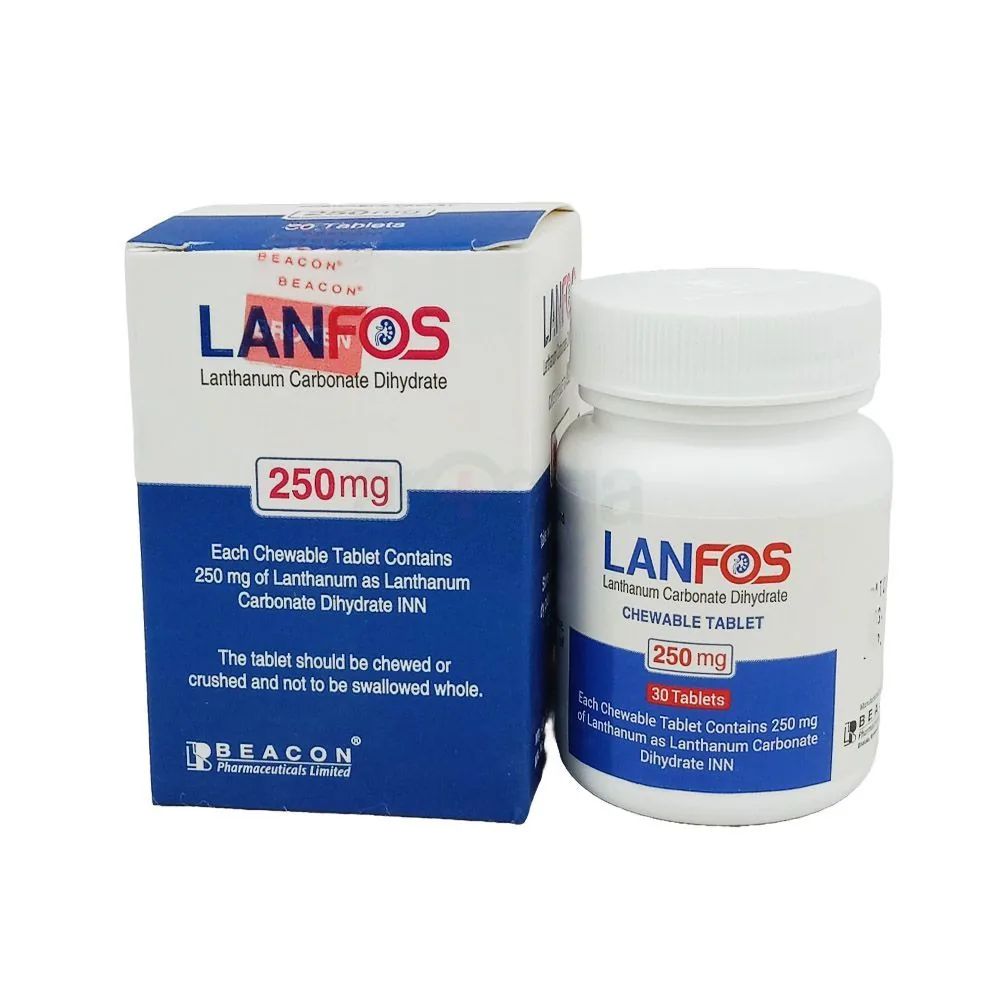 250mg
30 Tablets
BEACON®
BEACON®
LANFOS
Lanthanum Carbonate Dihydrate
250mg
Each Chewable Tablet Contains
250 mg of Lanthanum as Lanthanum
Carbonate Dihydrate INN
The tablet should be chewed or
crushed and not to be swallowed whole.
BEACON®
Pharmaceuticals Limited
LANFOS
Lanthanum Carbonate Dihydrate
CHEWABLE TABLET
250 mg
30 Tablets
Each Chewable Tablet Contains 250 mg
of Lanthanum as Lanthanum Carbonate
Dihydrate INN